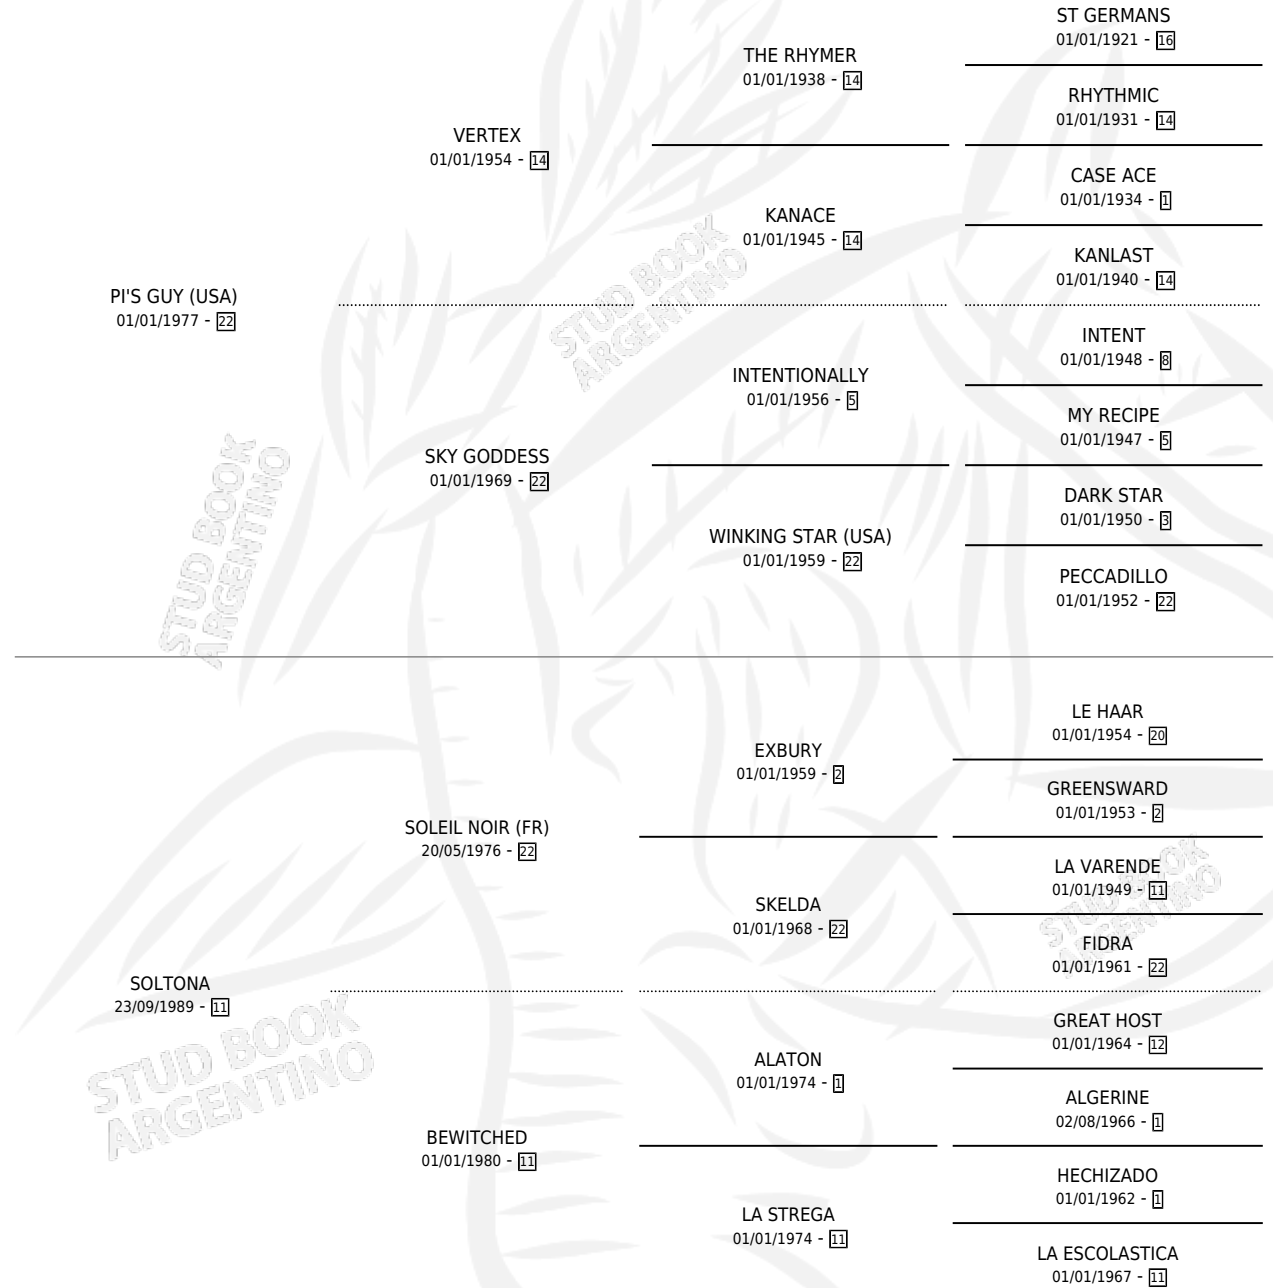 ST GERMANS
01/01/1921 - 16
THE RHYMER
01/01/1938 - 14
RHYTHMIC
01/01/1931 - 14
VERTEX
01/01/1954 - 14
CASE ACE
01/01/1934 - 1
KANACE
01/01/1945 - 14
KANLAST
01/01/1940 - 14
PI'S GUY (USA)
01/01/1977 - 22
INTENT
01/01/1948 - 8
INTENTIONALLY
01/01/1956 - 5
MY RECIPE
01/01/1947 - 5
SKY GODDESS
01/01/1969 - 22
DARK STAR
01/01/1950 - 3
WINKING STAR (USA)
01/01/1959 - 22
PECCADILLO
01/01/1952 - 22
LE HAAR
01/01/1954 - 20
EXBURY
01/01/1959 - 2
GREENSWARD
01/01/1953 - 2
SOLEIL NOIR (FR)
20/05/1976 - 22
LA VARENDE
01/01/1949 - 11
SKELDA
01/01/1968 - 22
FIDRA
01/01/1961 - 22
SOLTONA
23/09/1989 - 11
GREAT HOST
01/01/1964 - 12
ALATON
01/01/1974 - 1
ALGERINE
02/08/1966 - 1
BEWITCHED
01/01/1980 - 11
HECHIZADO
01/01/1962 - 1
LA STREGA
01/01/1974 - 11
LA ESCOLASTICA
01/01/1967 - 11
STUD BOOK
ARGENTINO
STUD BOOK
ARGENTINO
STUD BOOK
ARGENTINO
STUD BOOK
ARGENTINO